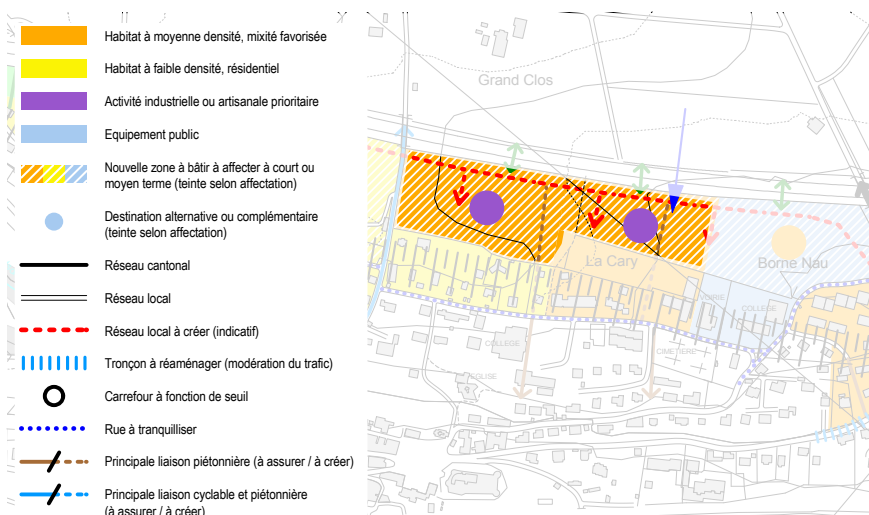 Habitat à moyenne densité, mixité favorisée
Habitat à faible densité, résidentiel
Activité industrielle ou artisanale prioritaire
Equipement public
Nouvelle zone à bâtir à affecter à court ou
moyen terme (teinte selon affectation)
Destination alternative ou complémentaire
(teinte selon affectation)
Réseau cantonal
Réseau local
Réseau local à créer (indicatif)
Tronçon à réaménager (modération du trafic)
Carrefour à fonction de seuil
Rue à tranquilliser
Principale liaison piétonnière (à assurer / à créer)
Principale liaison cyclable et piétonnière
(à assurer / à créer)
Grand Clos
La Cary
Borne Nau
VOIRIE
COLLEGE
COLLEGE
CIMETIÈRE
EGLISE